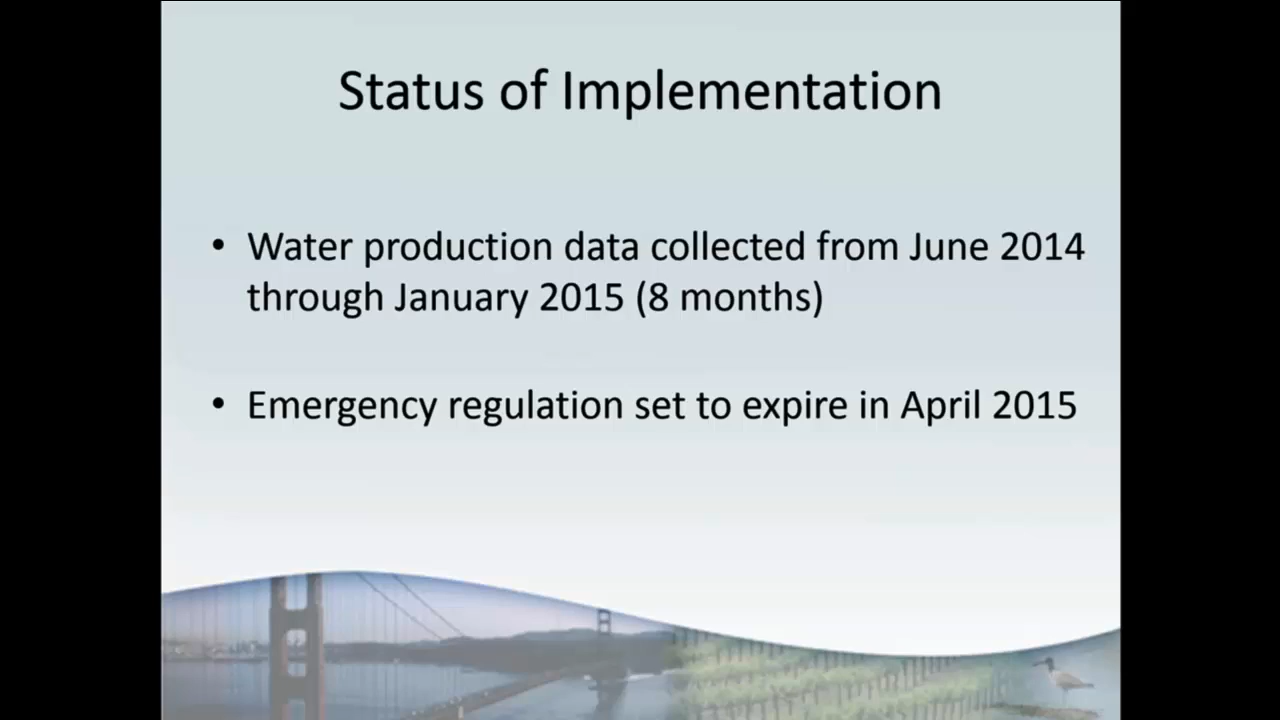 Status of Implementation
• Water production data collected from June 2014
through January 2015 (8 months)
• Emergency regulation set to expire in April 2015